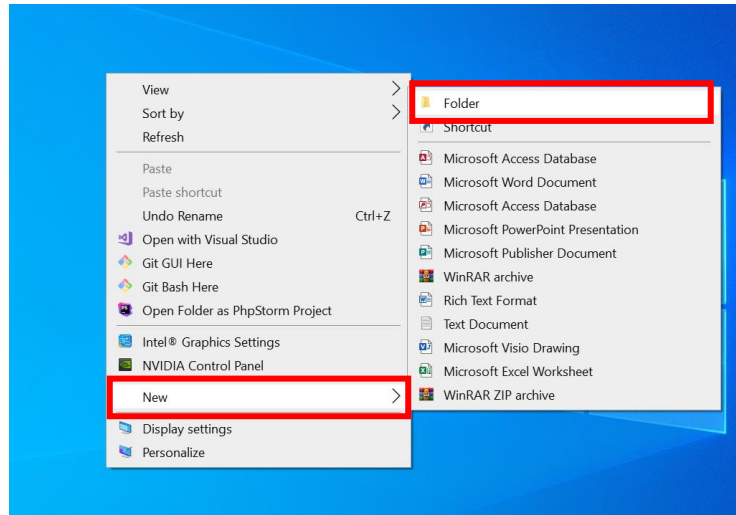 View
Sort by
Refresh
Paste
Paste shortcut
Undo Rename Ctrl+Z
Open with Visual Studio
Git GUI Here
Git Bash Here
Open Folder as PhpStorm Project
Intel® Graphics Settings
NVIDIA Control Panel
New
Display settings
Personalize
Folder
Shortcut
Microsoft Access Database
Microsoft Word Document
Microsoft Access Database
Microsoft PowerPoint Presentation
Microsoft Publisher Document
WinRAR archive
Rich Text Format
Text Document
Microsoft Visio Drawing
Microsoft Excel Worksheet
WinRAR ZIP archive